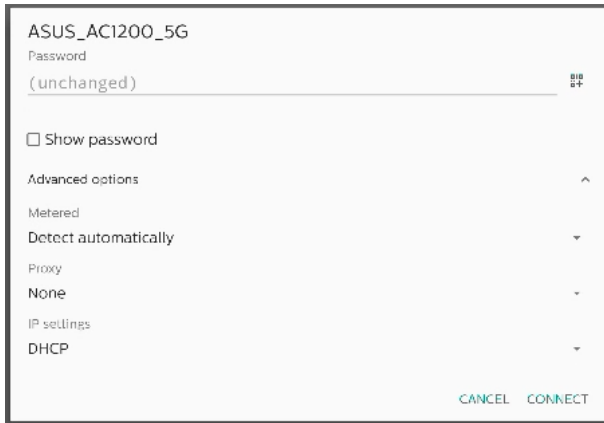 ASUS_AC1200_5G
Password
(unchanged)
Show password
Advanced options
Metered
Detect automatically
Proxy
None
IP settings
DHCP
CANCEL CONNECT